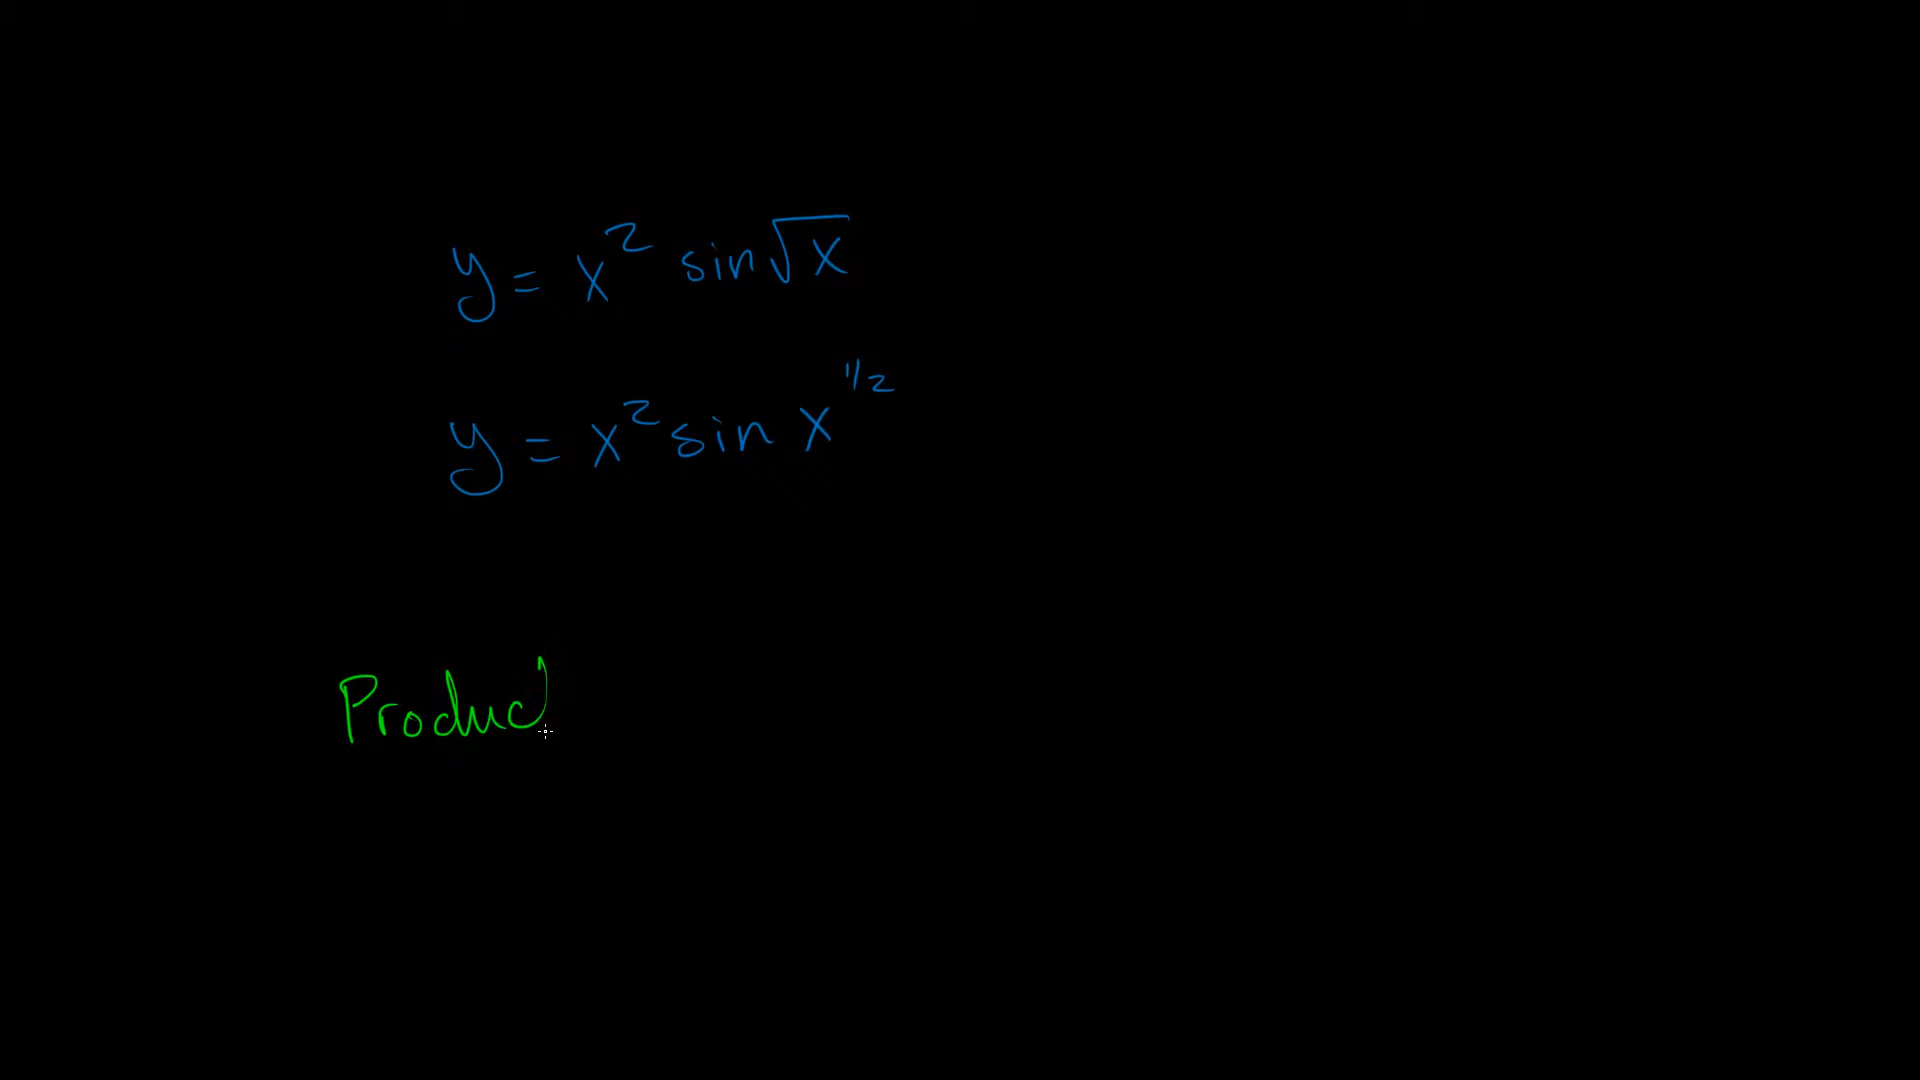 y = x² sin√x
y = x² sin x^1/2
Product